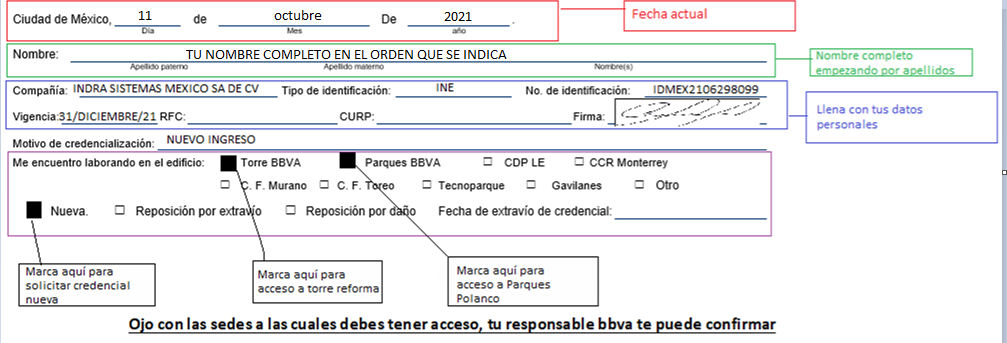 Ciudad de México, 11 de octubre De 2021 . Fecha actual
Día Mes año
Nombre: TU NOMBRE COMPLETO EN EL ORDEN QUE SE INDICA Nombre completo
Apellido paterno Apellido materno Nombre(s) empezando por apellidos
Compañía: INDRA SISTEMAS MEXICO SA DE CV Tipo de identificación: INE No. de identificación: IDMEX2106298099
Llena con tus datos
Vigencia:31/DICIEMBRE/21 RFC: CURP: Firma: personales
Motivo de credencialización: NUEVO INGRESO
Me encuentro laborando en el edificio: Torre BBVA Parques BBVA CDP LE CCR Monterrey
C. F. Murano C. F. Toreo Tecnoparque Gavilanes Otro
Nueva. Reposición por extravío Reposición por daño Fecha de extravío de credencial:
Marca aquí para
solicitar credencial
nueva
Marca aquí para
acceso a torre reforma
Marca aquí para
acceso a Parques
Polanco
Ojo con las sedes a las cuales debes tener acceso, tu responsable bbva te puede confirmar